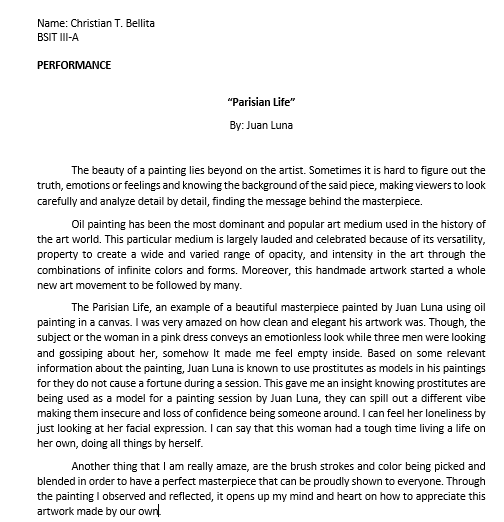 Name: Christian T. Bellita
BSIT III-A
PERFORMANCE
“Parisian Life”
By: Juan Luna
The beauty of a painting lies beyond on the artist. Sometimes it is hard to figure out the
truth, emotions or feelings and knowing the background of the said piece, making viewers to look
carefully and analyze detail by detail, finding the message behind the masterpiece.
Oil painting has been the most dominant and popular art medium used in the history of
the art world. This particular medium is largely lauded and celebrated because of its versatility,
property to create a wide and varied range of opacity, and intensity in the art through the
combinations of infinite colors and forms. Moreover, this handmade artwork started a whole
new art movement to be followed by many.
The Parisian Life, an example of a beautiful masterpiece painted by Juan Luna using oil
painting in a canvas. I was very amazed on how clean and elegant his artwork was. Though, the
subject or the woman in a pink dress conveys an emotionless look while three men were looking
and gossiping about her, somehow It made me feel empty inside. Based on some relevant
information about the painting, Juan Luna is known to use prostitutes as models in his paintings
for they do not cause a fortune during a session. This gave me an insight knowing prostitutes are
being used as a model for a painting session by Juan Luna, they can spill out a different vibe
making them insecure and loss of confidence being someone around. I can feel her loneliness by
just looking at her facial expression. I can say that this woman had a tough time living a life on
her own, doing all things by herself.
Another thing that I am really amaze, are the brush strokes and color being picked and
blended in order to have a perfect masterpiece that can be proudly shown to everyone. Through
the painting I observed and reflected, it opens up my mind and heart on how to appreciate this
artwork made by our own.